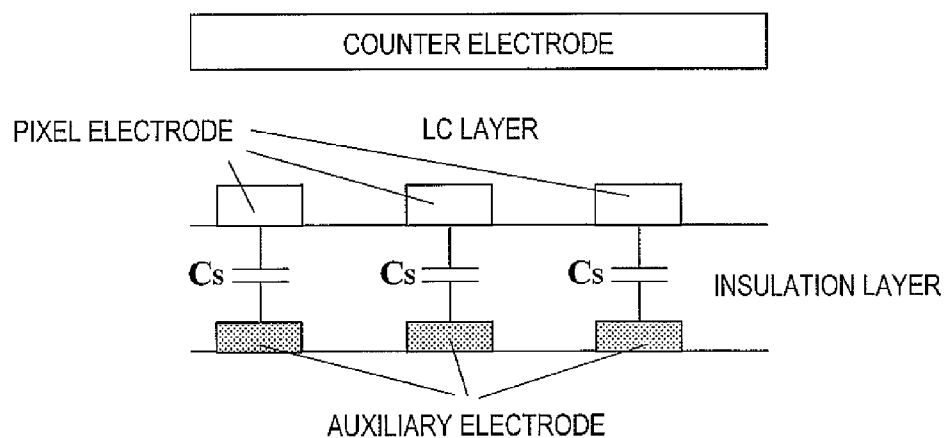 COUNTER ELECTRODE
PIXEL ELECTRODE
LC LAYER
Cs
Cs
Cs
INSULATION LAYER
AUXILIARY ELECTRODE